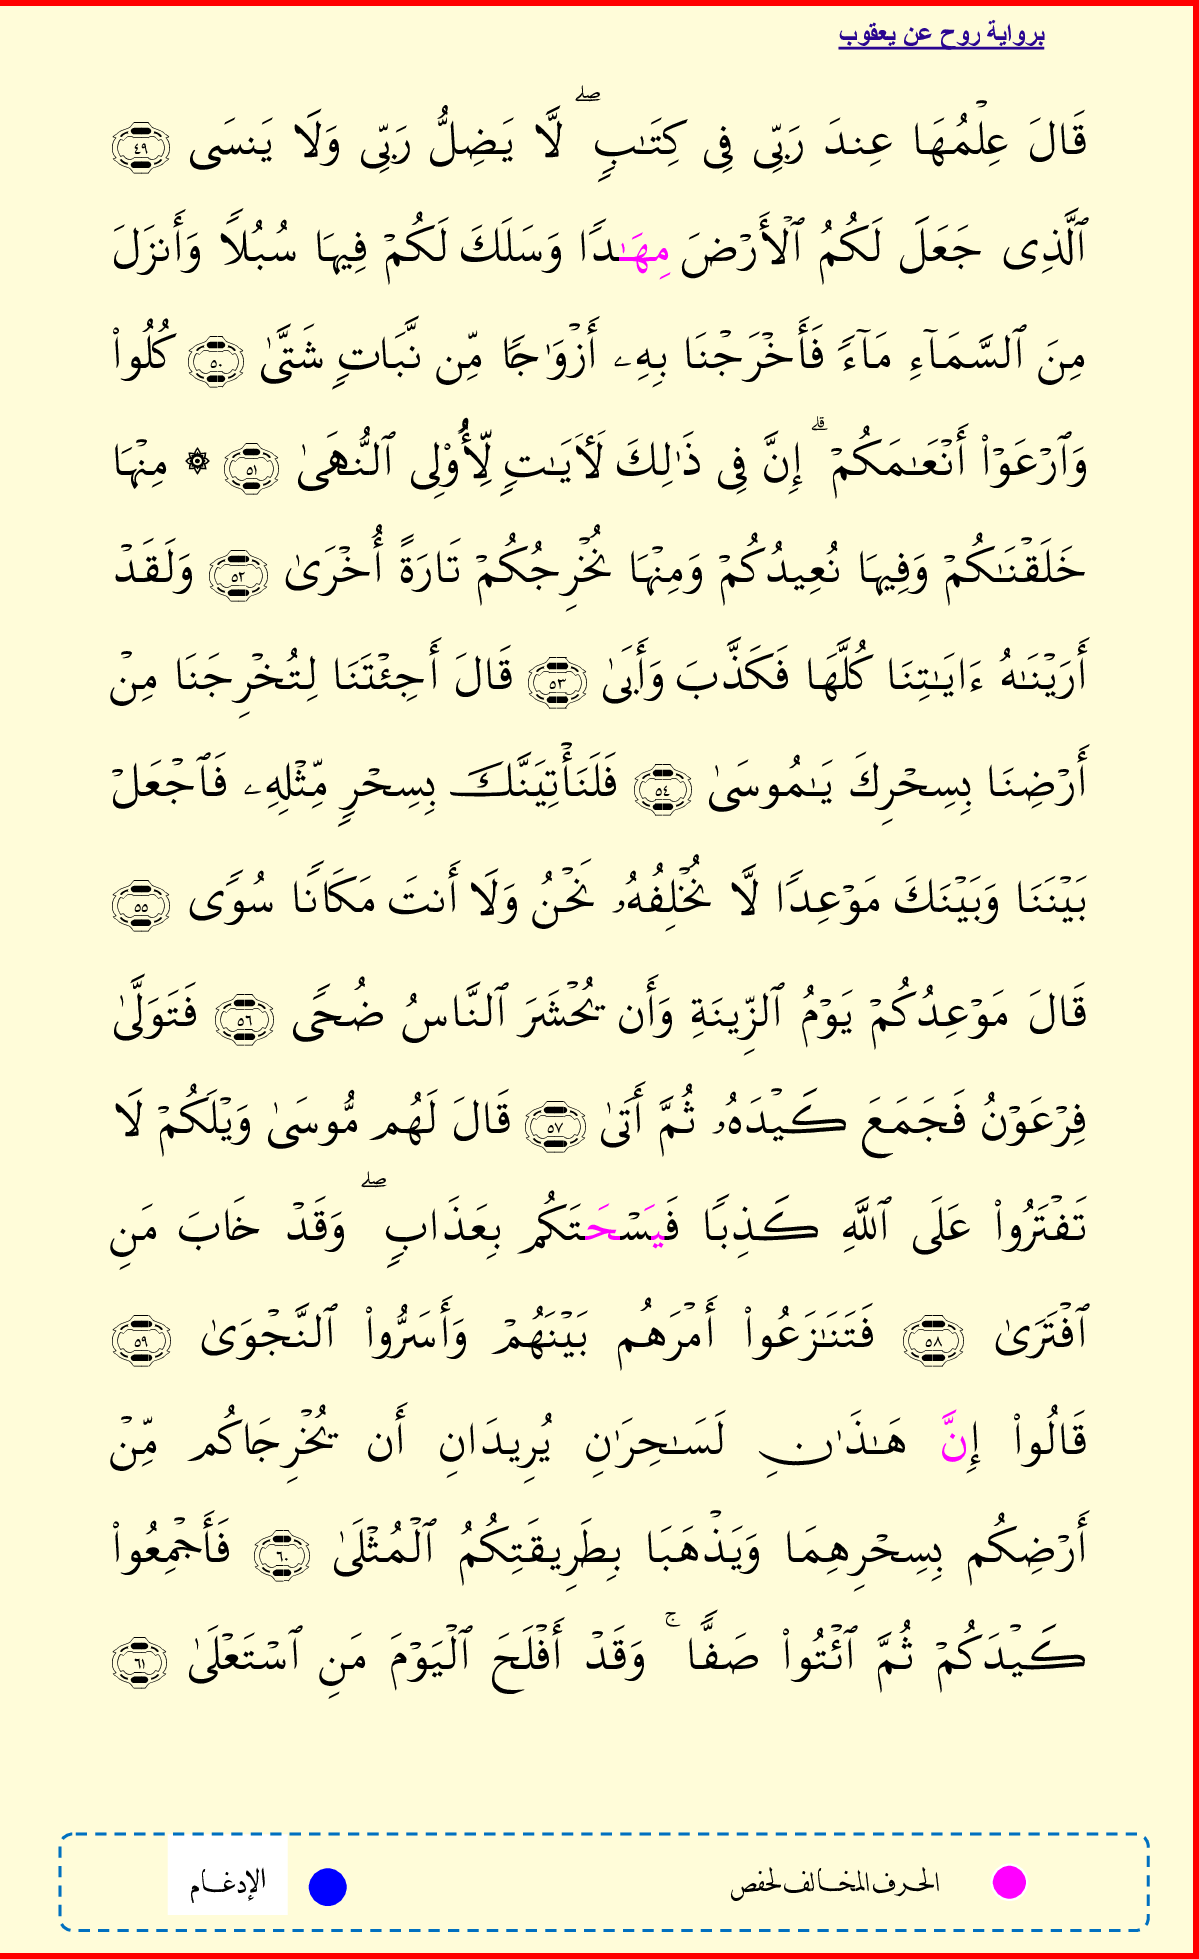 برواية روح عن يعقوب
قَالَ عِلۡمُهَا عِندَ رَبِّي فِي كِتَٰبٖۖ لَّا يَضِلُّ رَبِّي وَلَا يَنسَى ٤٩
ٱلَّذِي جَعَلَ لَكُمُ ٱلۡأَرۡضَ مِهَٰدٗا وَسَلَكَ لَكُمۡ فِيهَا سُبُلٗا وَأَنزَلَ
مِنَ ٱلسَّمَآءِ مَآءٗ فَأَخۡرَجۡنَا بِهِۦ أَزۡوَٰجٗا مِّن نَّبَاتٖ شَتَّىٰ ٥٠ كُلُواْ
وَٱرۡعَوۡاْ أَنۡعَٰمَكُمۡۚ إِنَّ فِي ذَٰلِكَ لَأٓيَٰتٖ لِّأُوْلِي ٱلنُّهَىٰ ٥١ ۞ مِنۡهَا
خَلَقۡنَٰكُمۡ وَفِيهَا نُعِيدُكُمۡ وَمِنۡهَا نُخۡرِجُكُمۡ تَارَةً أُخۡرَىٰ ٥٢ وَلَقَدۡ
أَرَيۡنَٰهُ ءَايَٰتِنَا كُلَّهَا فَكَذَّبَ وَأَبَىٰ ٥٣ قَالَ أَجِئۡتَنَا لِتُخۡرِجَنَا مِنۡ
أَرۡضِنَا بِسِحۡرِكَ يَٰمُوسَىٰ ٥٤ فَلَنَأۡتِيَنَّكَ بِسِحۡرٖ مِّثۡلِهِۦ فَٱجۡعَلۡ
بَيۡنَنَا وَبَيۡنَكَ مَوۡعِدٗا لَّا نُخۡلِفُهُۥ نَحۡنُ وَلَا أَنتَ مَكَانٗا سُوٗى ٥٥
قَالَ مَوۡعِدُكُمۡ يَوۡمُ ٱلزِّينَةِ وَأَن يُحۡشَرَ ٱلنَّاسُ ضُحٗى ٥٦ فَتَوَلَّىٰ
فِرۡعَوۡنُ فَجَمَعَ كَيۡدَهُۥ ثُمَّ أَتَىٰ ٥٧ قَالَ لَهُم مُّوسَىٰ وَيۡلَكُمۡ لَا
تَفۡتَرُواْ عَلَى ٱللَّهِ كَذِبٗا فَيَسۡحَتَكُم بِعَذَابٖۖ وَقَدۡ خَابَ مَنِ
ٱفۡتَرَىٰ ٥٨ فَتَنَٰزَعُواْ أَمۡرَهُم بَيۡنَهُمۡ وَأَسَرُّواْ ٱلنَّجۡوَىٰ ٥٩
قَالُواْ إِنَّ هَٰذَٰنِ لَسَٰحِرَٰنِ يُرِيدَانِ أَن يُخۡرِجَاكُم مِّنۡ
أَرۡضِكُم بِسِحۡرِهِمَا وَيَذۡهَبَا بِطَرِيقَتِكُمُ ٱلۡمُثۡلَىٰ ٦٠ فَأَجۡمِعُواْ
كَيۡدَكُمۡ ثُمَّ ٱئۡتُواْ صَفّٗاۚ وَقَدۡ أَفۡلَحَ ٱلۡيَوۡمَ مَنِ ٱسۡتَعۡلَىٰ ٦١
الحرف المخالف لحفص
الإدغام